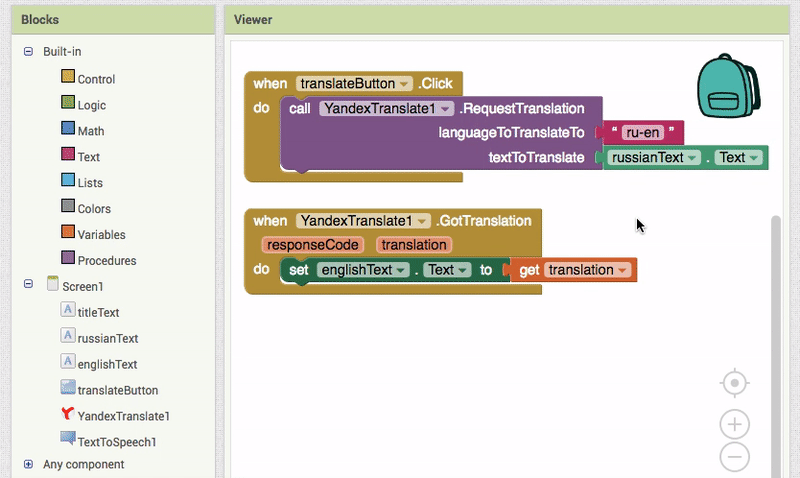 Blocks
Built-in
Control
Logic
Math
Text
Lists
Colors
Variables
Procedures
Screen1
titleText
russianText
englishText
translateButton
YandexTranslate1
TextToSpeech1
Any component
Viewer
when translateButton .Click
do call YandexTranslate1 .RequestTranslation
languageToTranslateTo " ru-en "
textToTranslate russianText . Text
when YandexTranslate1 .GotTranslation
responseCode translation
do set englishText . Text to get translation